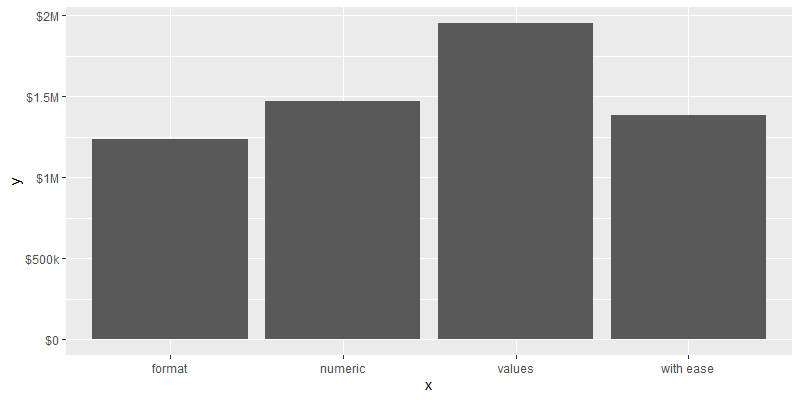 $2M
$1.5M
$1M
$500k
$0
y
format numeric values with ease
x